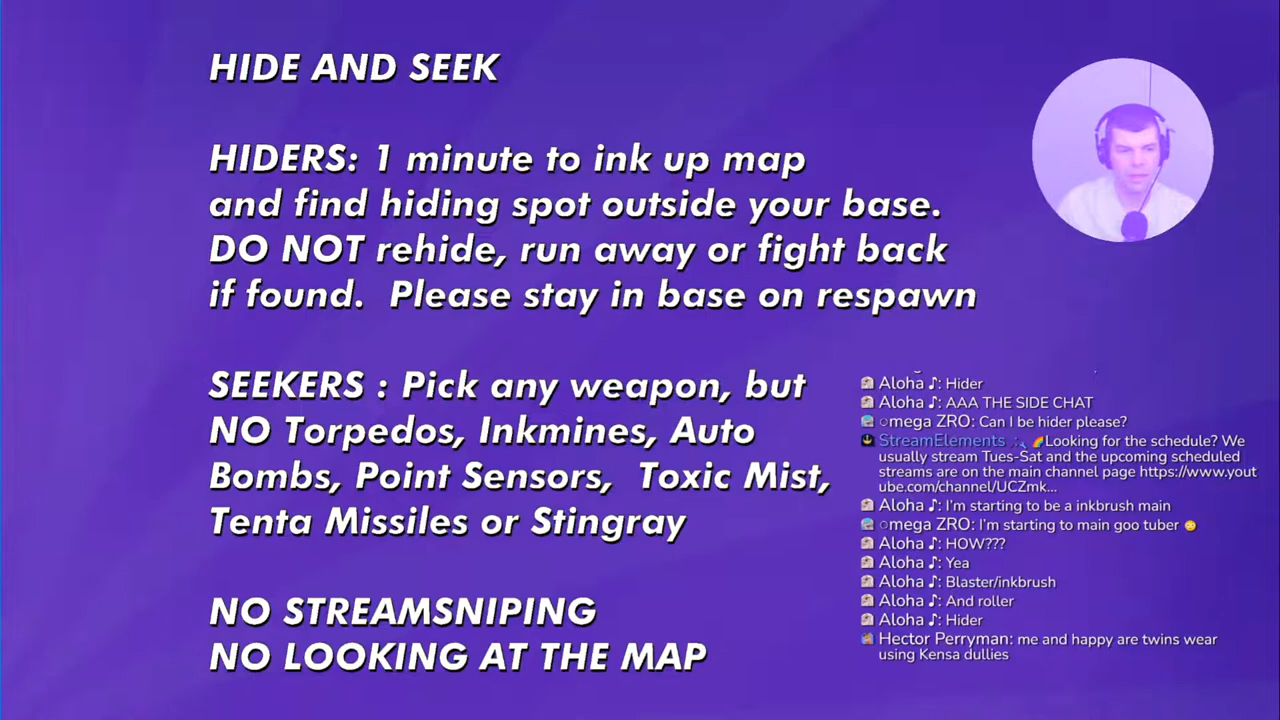 HIDE AND SEEK
HIDERS: 1 minute to ink up map
and find hiding spot outside your base.
DO NOT rehide, run away or fight back
if found. Please stay in base on respawn
SEEKERS : Pick any weapon, but
NO Torpedos, Inkmines, Auto
Bombs, Point Sensors, Toxic Mist,
Tenta Missiles or Stingray
NO STREAMSNIPING
NO LOOKING AT THE MAP
Aloha ♪: Hider
Aloha ♪: AAA THE SIDE CHAT
○mega ZRO: Can I be hider please?
StreamElements 🌈Looking for the schedule? We
usually stream Tues-Sat and the upcoming scheduled
streams are on the main channel page https://www.yout
ube.com/channel/UCZmk...
Aloha ♪: I'm starting to be a inkbrush main
○mega ZRO: I'm starting to main goo tuber 😳
Aloha ♪: HOW???
Aloha ♪: Yea
Aloha ♪: Blaster/inkbrush
Aloha ♪: And roller
Aloha ♪: Hider
Hector Perryman: me and happy are twins wear
using Kensa dullies